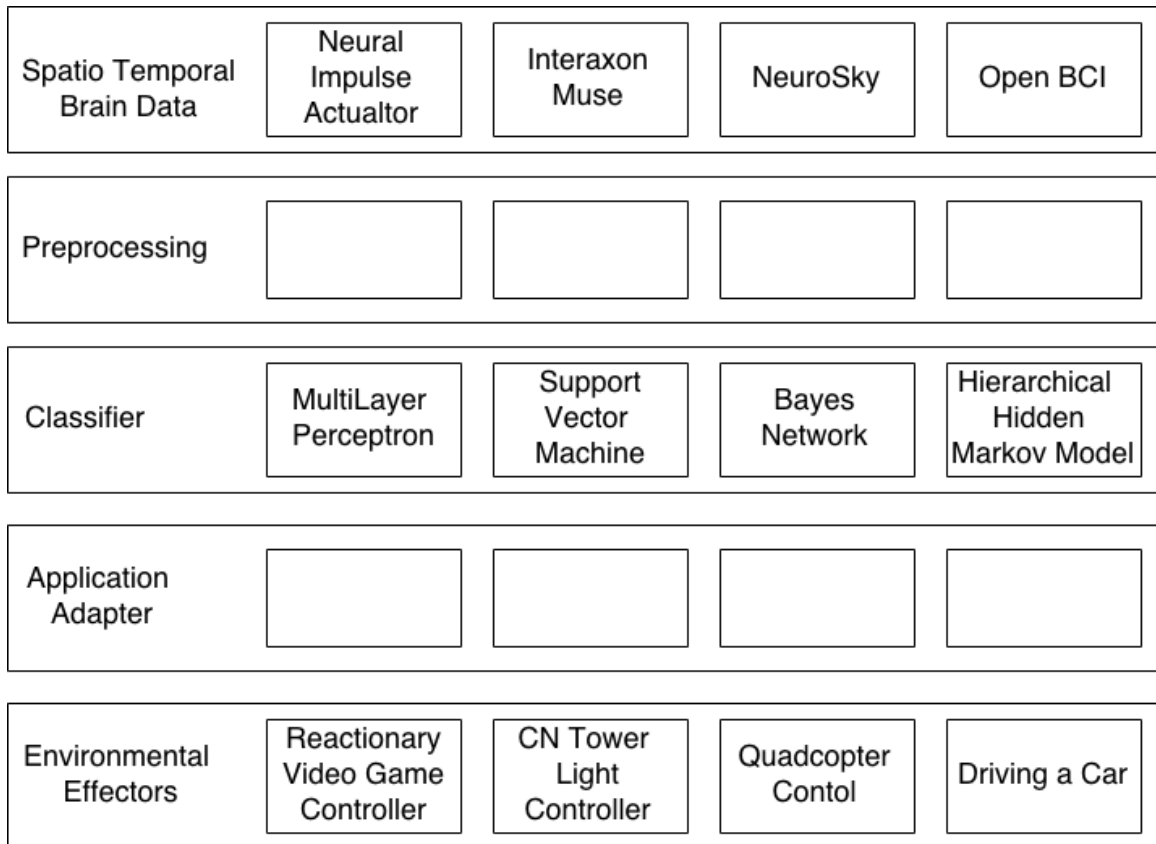 Spatio Temporal
Brain Data
Neural
Impulse
Actualtor
Interaxon
Muse
NeuroSky
Open BCI
Preprocessing
Classifier
MultiLayer
Perceptron
Support
Vector
Machine
Bayes
Network
Hierarchical
Hidden
Markov Model
Application
Adapter
Environmental
Effectors
Reactionary
Video Game
Controller
CN Tower
Light
Controller
Quadcopter
Contol
Driving a Car